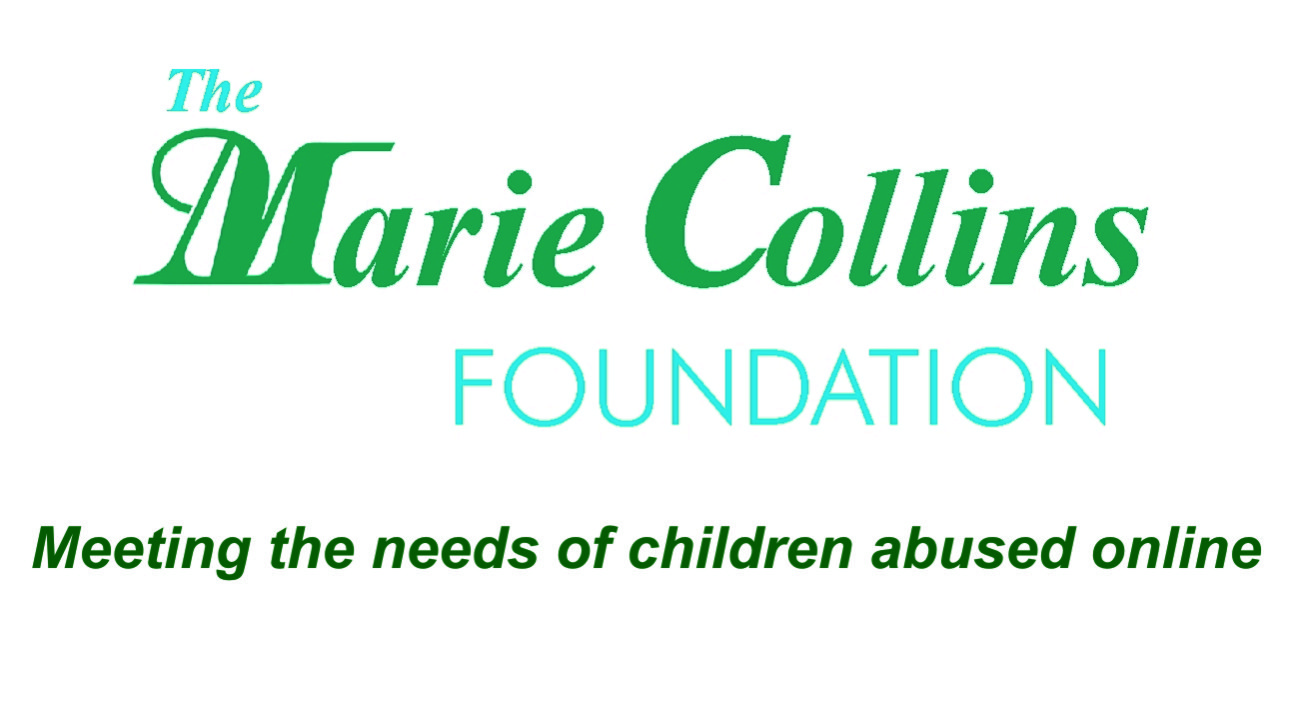 The
Marie Collins
FOUNDATION
Meeting the needs of children abused online